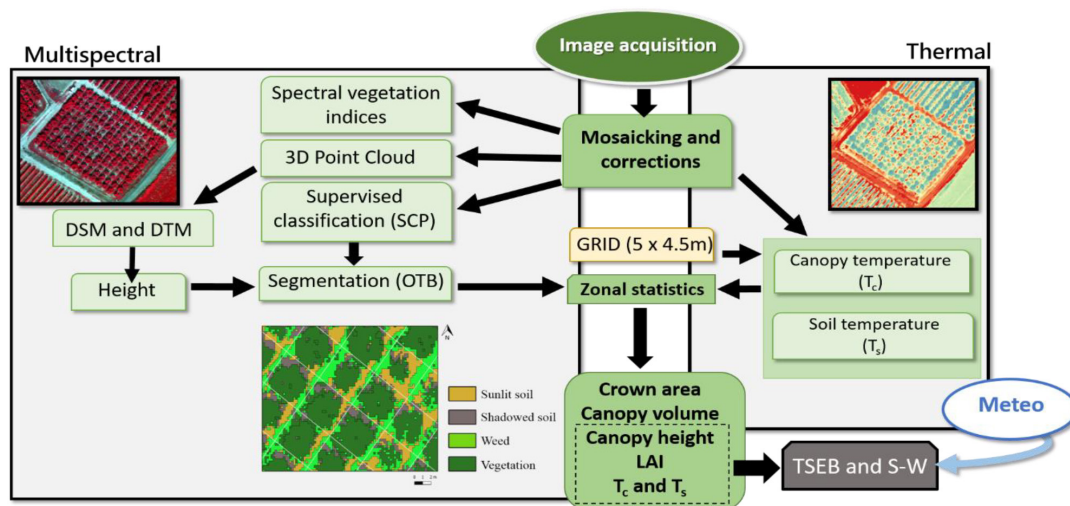 Multispectral
Image acquisition
Thermal
Spectral vegetation
indices
Mosaicking and
corrections
3D Point Cloud
Supervised
classification (SCP)
DSM and DTM
GRID (5 x 4.5m)
Canopy temperature
(Tc)
Height
Segmentation (OTB)
Zonal statistics
Soil temperature
(Ts)
N
Sunlit soil
Shadowed soil
Weed
Vegetation
Crown area
Canopy volume
Canopy height
LAI
Tc and Ts
Meteo
TSEB and S-W